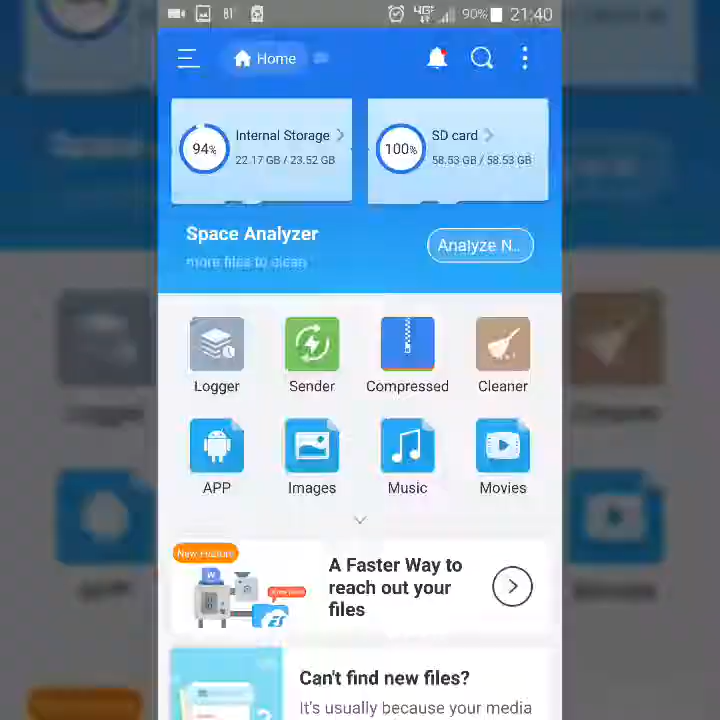 81° 4G 90% 21:40
Home
Internal Storage
94%
22.17 GB / 23.52 GB
SD card
100%
58.53 GB / 58.53 GB
Space Analyzer
more files to clean
Analyze N..
Logger
Sender
Compressed
Cleaner
APP
Images
Music
Movies
New Feature
A Faster Way to
reach out your
files
Can't find new files?
It's usually because your media